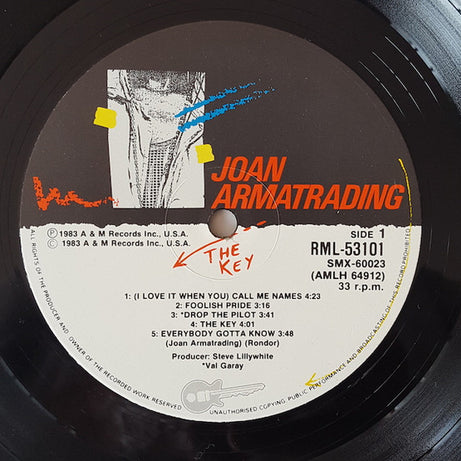 JOAN
ARMATRADING
Ⓟ 1983 A & M Records Inc., U.S.A.
© 1983 A & M Records Inc., U.S.A.
SIDE 1
RML-53101
SMX-60023
(AMLH 64912)
33 r.p.m.
THE
KEY
1: (I LOVE IT WHEN YOU) CALL ME NAMES 4:23
2: FOOLISH PRIDE 3:16
3: *DROP THE PILOT 3:41
4: THE KEY 4:01
5: EVERYBODY GOTTA KNOW 3:48
(Joan Armatrading) (Rondor)
Producer: Steve Lillywhite
*Val Garay
ALL RIGHTS OF THE PRODUCER AND OWNER OF THE RECORDED WORK RESERVED
UNAUTHORISED COPYING PUBLIC PERFORMANCE AND BROADCASTING OF THIS RECORD PROHIBITED